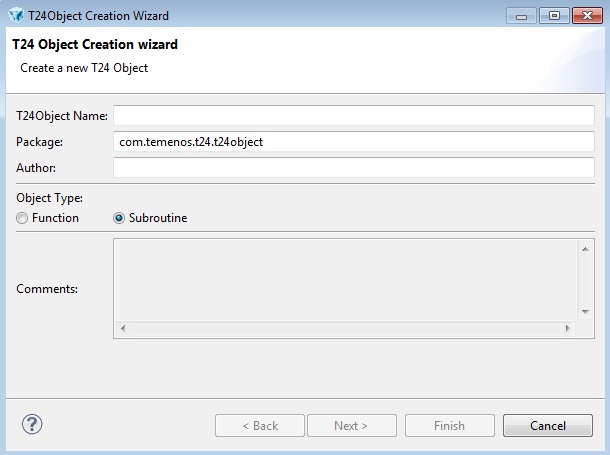 T24Object Creation Wizard
T24 Object Creation wizard
Create a new T24 Object
T24Object Name:
Package: com.temenos.t24.t24object
Author:
Object Type:
Function Subroutine
Comments:
? < Back Next > Finish Cancel